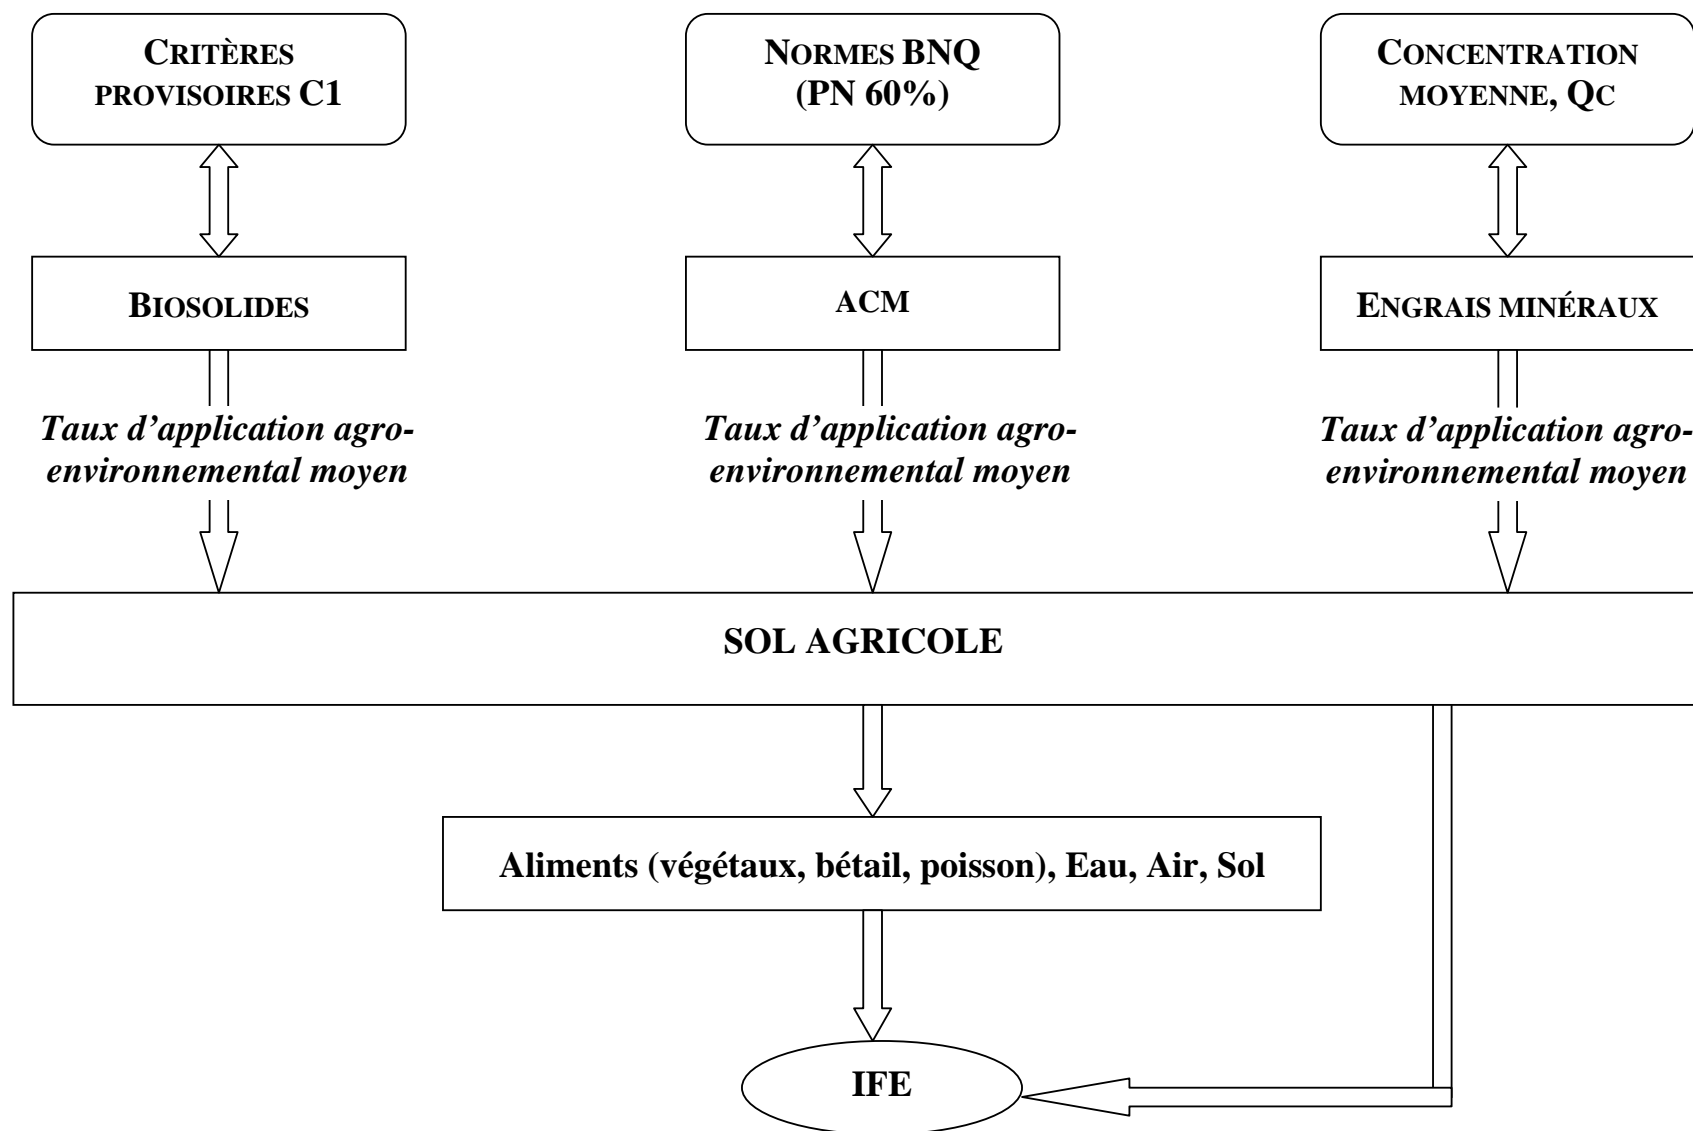 CRITÈRES
PROVISOIRES C1
NORMES BNQ
(PN 60%)
CONCENTRATION
MOYENNE, QC
BIOSOLIDES
ACM
ENGRAIS MINÉRAUX
Taux d’application agro-
environnemental moyen
Taux d’application agro-
environnemental moyen
Taux d’application agro-
environnemental moyen
SOL AGRICOLE
Aliments (végétaux, bétail, poisson), Eau, Air, Sol
IFE